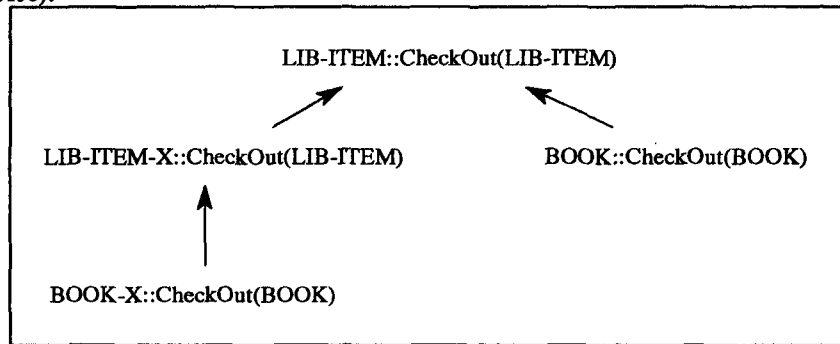 LIB-ITEM::CheckOut(LIB-ITEM)
LIB-ITEM-X::CheckOut(LIB-ITEM)
BOOK::CheckOut(BOOK)
BOOK-X::CheckOut(BOOK)